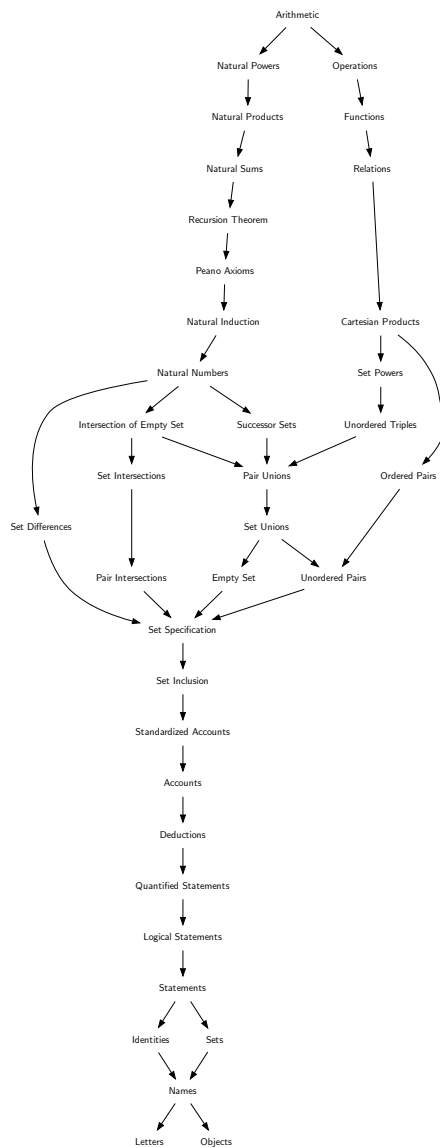 Arithmetic
Natural Powers Operations
Natural Products Functions
Natural Sums Relations
Recursion Theorem
Peano Axioms
Natural Induction Cartesian Products
Natural Numbers Set Powers
Intersection of Empty Set Successor Sets Unordered Triples
Set Intersections Pair Unions Ordered Pairs
Set Differences Set Unions
Pair Intersections Empty Set Unordered Pairs
Set Specification
Set Inclusion
Standardized Accounts
Accounts
Deductions
Quantified Statements
Logical Statements
Statements
Identities Sets
Names
Letters Objects